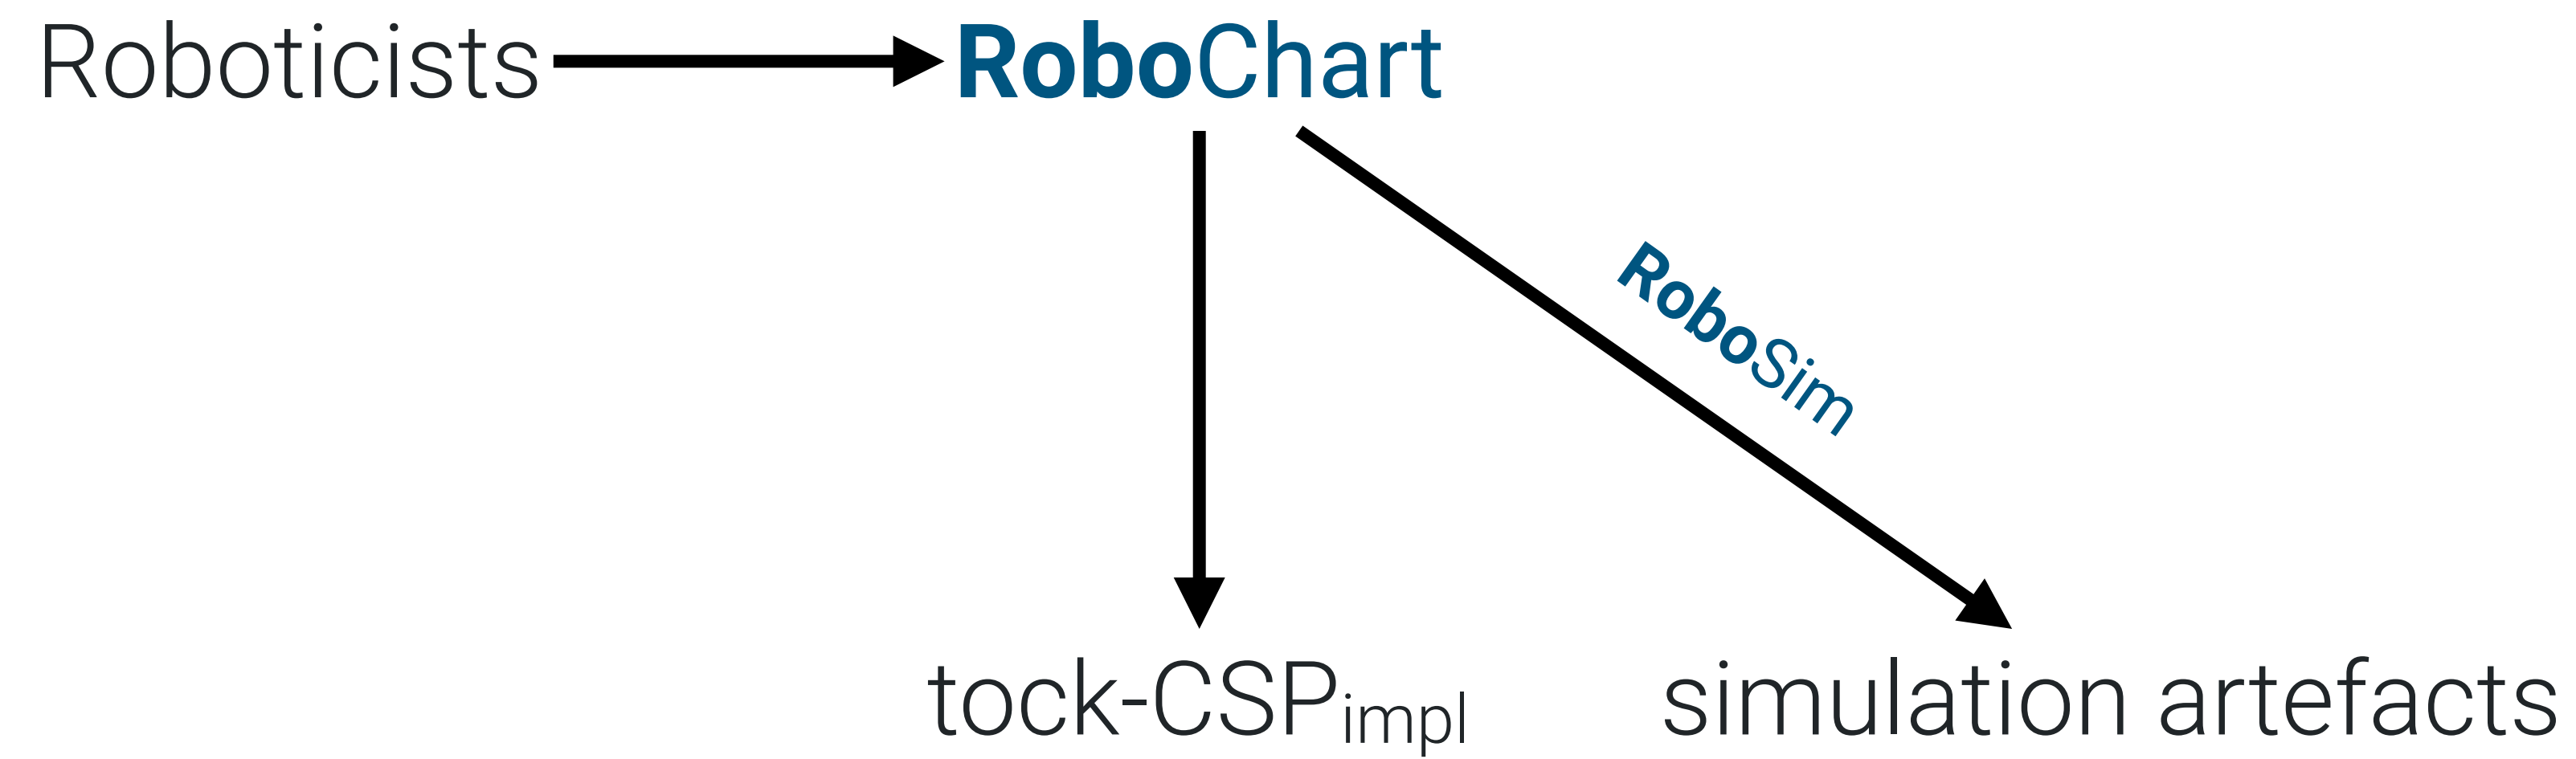 Roboticists
RoboChart
RoboSim
tock-CSPimpl
simulation artefacts